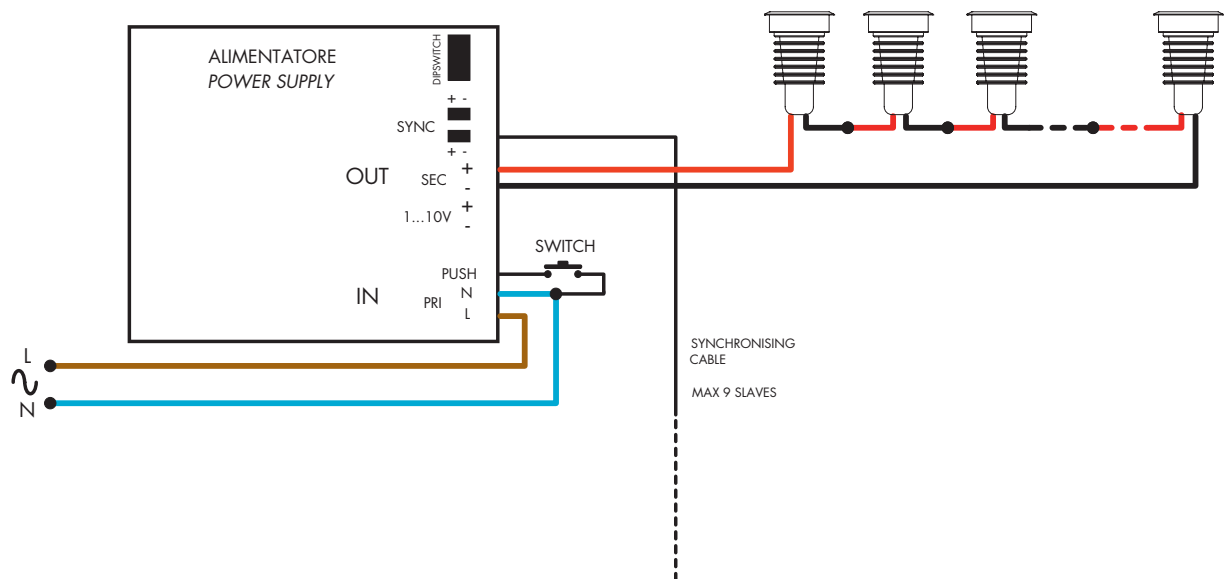 ALIMENTATORE
POWER SUPPLY
DIPSWITCH
+ -
SYNC
+ -
OUT
SEC
+
-
1...10V
+
-
SWITCH
PUSH
IN
PRI
N
L
L
N
SYNCHRONISING
CABLE
MAX 9 SLAVES